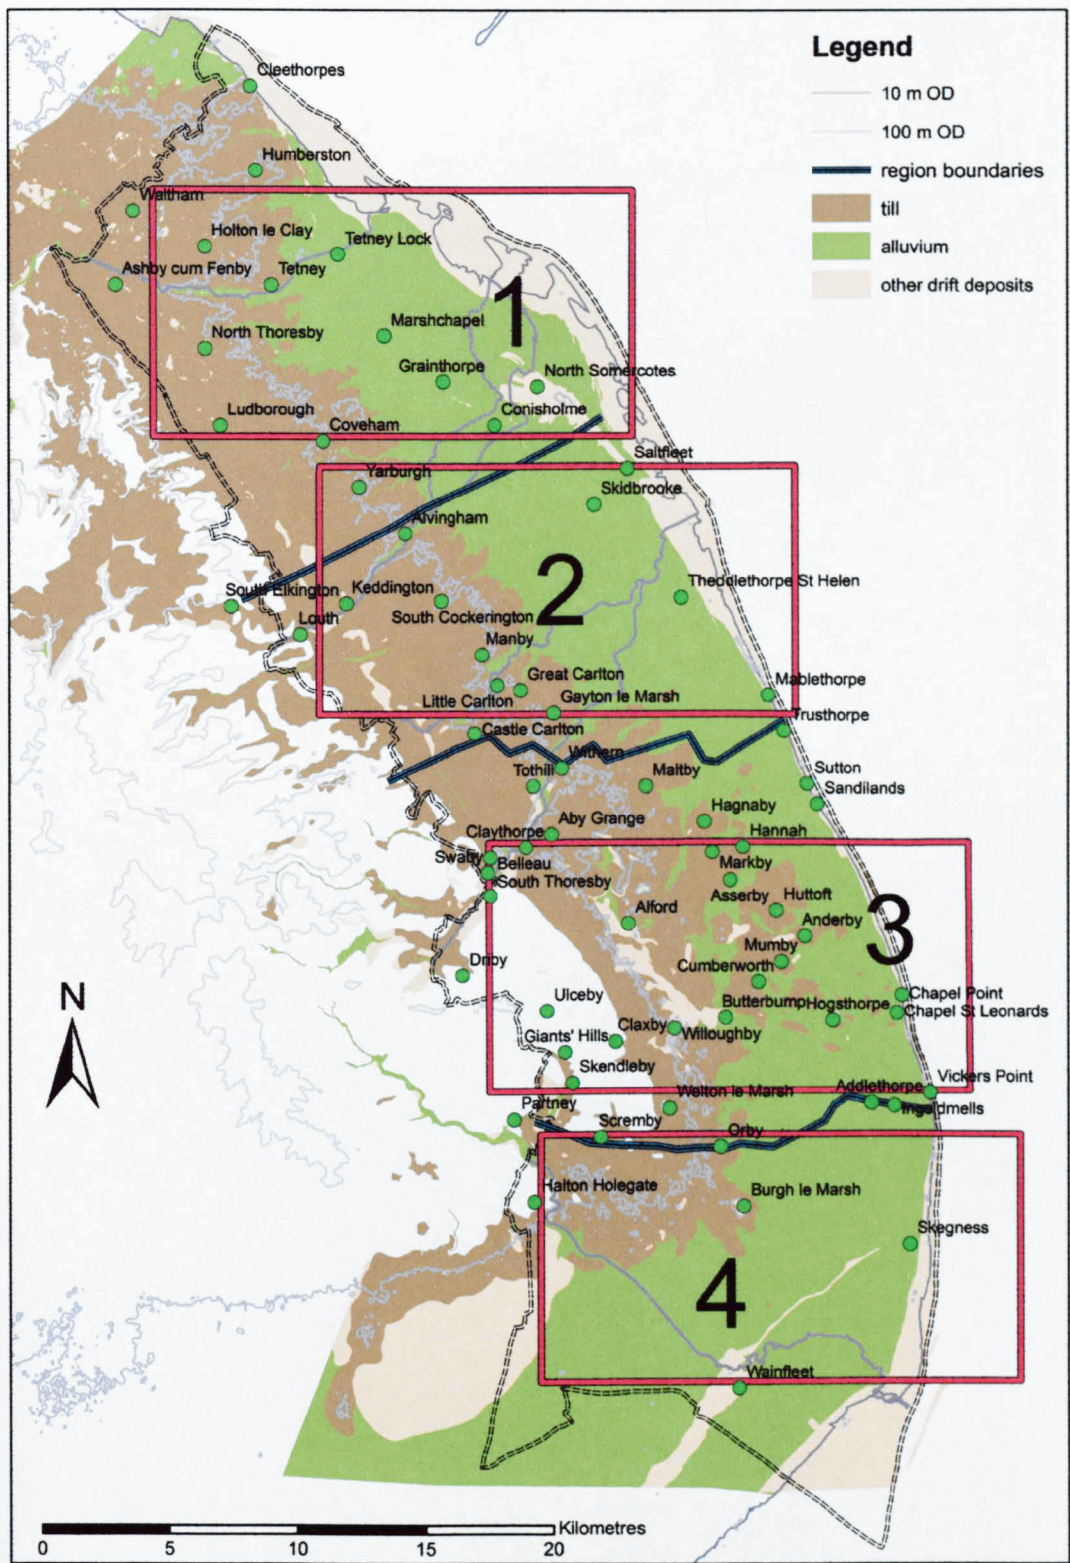 Legend
10 m OD
100 m OD
region boundaries
till
alluvium
other drift deposits
Cleethorpes
Humberston
Waltham
Holton le Clay
Tetney Lock
Ashby cum Fenby
Tetney
1
Marshchapel
North Thoresby
Grainthorpe
North Somercotes
Ludborough
Conisholme
Coveham
Saltfleet
Yarburgh
Skidbrooke
Alvingham
2
Theddlethorpe St Helen
South Elkington
Keddington
South Cockerington
Louth
Manby
Great Carlton
Mablethorpe
Little Carlton
Gayton le Marsh
Trusthorpe
Castle Carlton
Withern
Tothill
Maltby
Sutton
Sandilands
Hagnaby
Aby Grange
Claythorpe
Hannah
Swaby
Belleau
Markby
South Thoresby
Asserby
Huttoft
3
Alford
Anderby
Mumby
Driby
Cumberworth
Ulceby
Chapel Point
Butterbump
Hogsthorpe
Chapel St Leonards
Claxby
Willoughby
Giants' Hills
Skendleby
Vickers Point
Welton le Marsh
Addlethorpe
Ingoldmells
Partney
Scremby
Orby
Halton Holegate
Burgh le Marsh
Skegness
4
Wainfleet
N
Kilometres
0 5 10 15 20